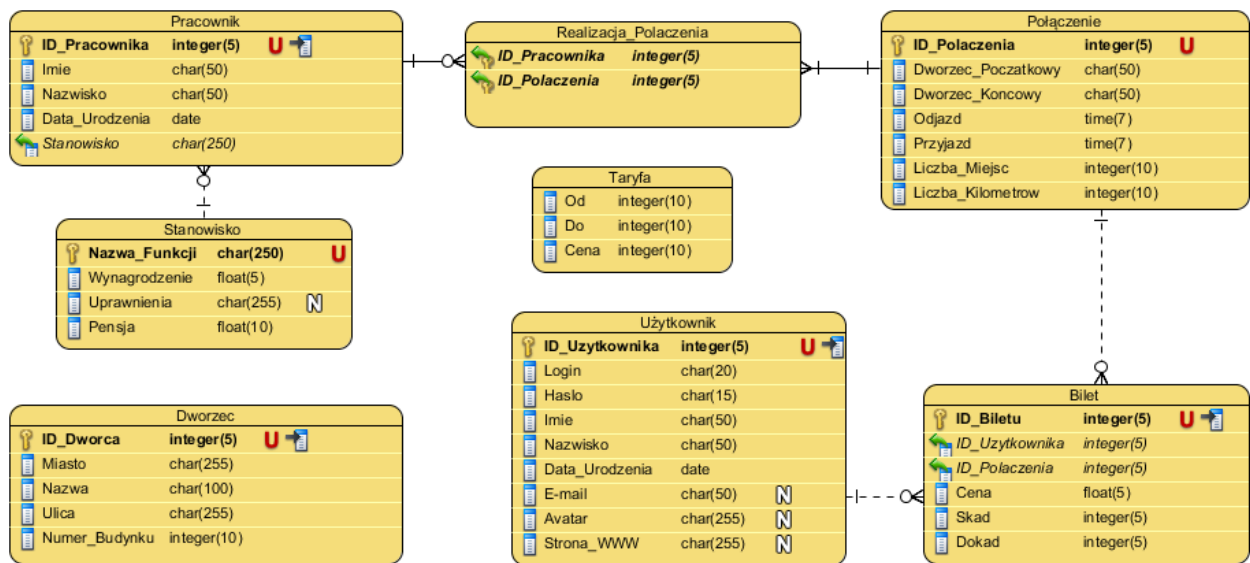 Pracownik
ID_Pracownika integer(5) U
Imie char(50)
Nazwisko char(50)
Data_Urodzenia date
Stanowisko char(250)
Realizacja_Polaczenia
ID_Pracownika integer(5)
ID_Polaczenia integer(5)
Połączenie
ID_Polaczenia integer(5) U
Dworzec_Poczatkowy char(50)
Dworzec_Koncowy char(50)
Odjazd time(7)
Przyjazd time(7)
Liczba_Miejsc integer(10)
Liczba_Kilometrow integer(10)
Taryfa
Od integer(10)
Do integer(10)
Cena integer(10)
Stanowisko
Nazwa_Funkcji char(250) U
Wynagrodzenie float(5)
Uprawnienia char(255) N
Pensja float(10)
Użytkownik
ID_Uzytkownika integer(5) U
Login char(20)
Haslo char(15)
Imie char(50)
Nazwisko char(50)
Data_Urodzenia date
E-mail char(50) N
Avatar char(255) N
Strona_WWW char(255) N
Dworzec
ID_Dworca integer(5) U
Miasto char(255)
Nazwa char(100)
Ulica char(255)
Numer_Budynku integer(10)
Bilet
ID_Biletu integer(5) U
ID_Uzytkownika integer(5)
ID_Polaczenia integer(5)
Cena float(5)
Skad integer(5)
Dokad integer(5)